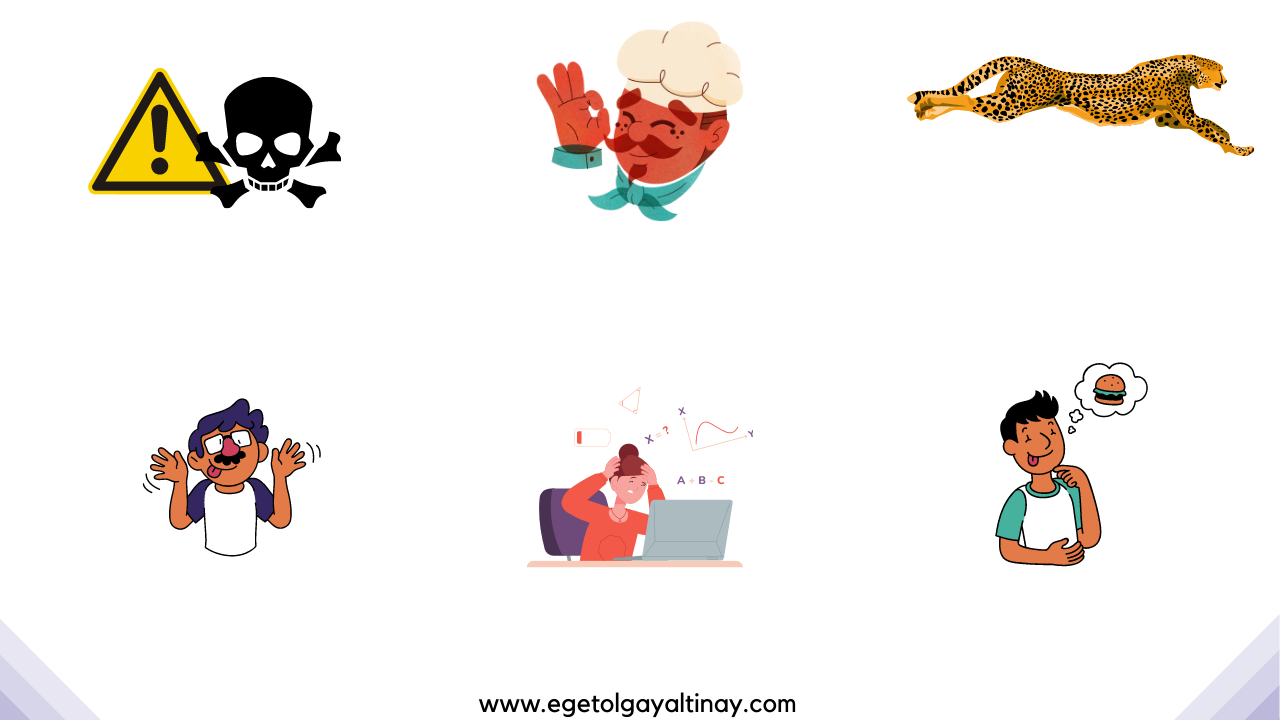 !
X
X = ?
Y
A + B - C
www.egetolgayaltinay.com